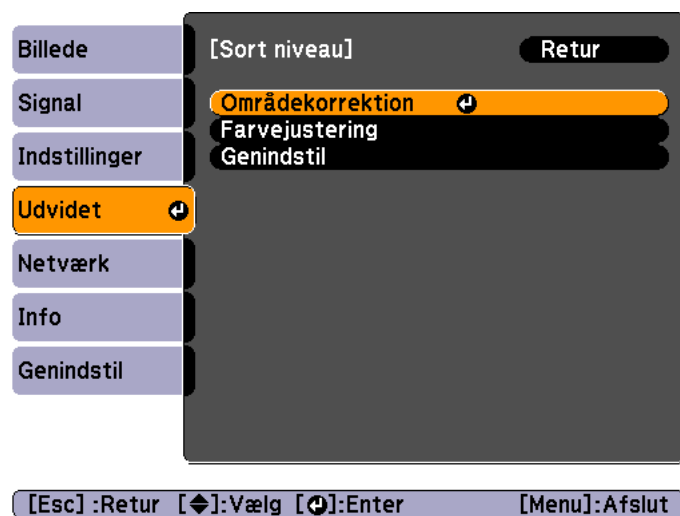 Billede
Signal
Indstillinger
Udvidet
Netværk
Info
Genindstil
[Sort niveau] Retur
Områdekorrektion
Farvejustering
Genindstil
[Esc] :Retur [◆]:Vælg [↵]:Enter [Menu]:Afslut